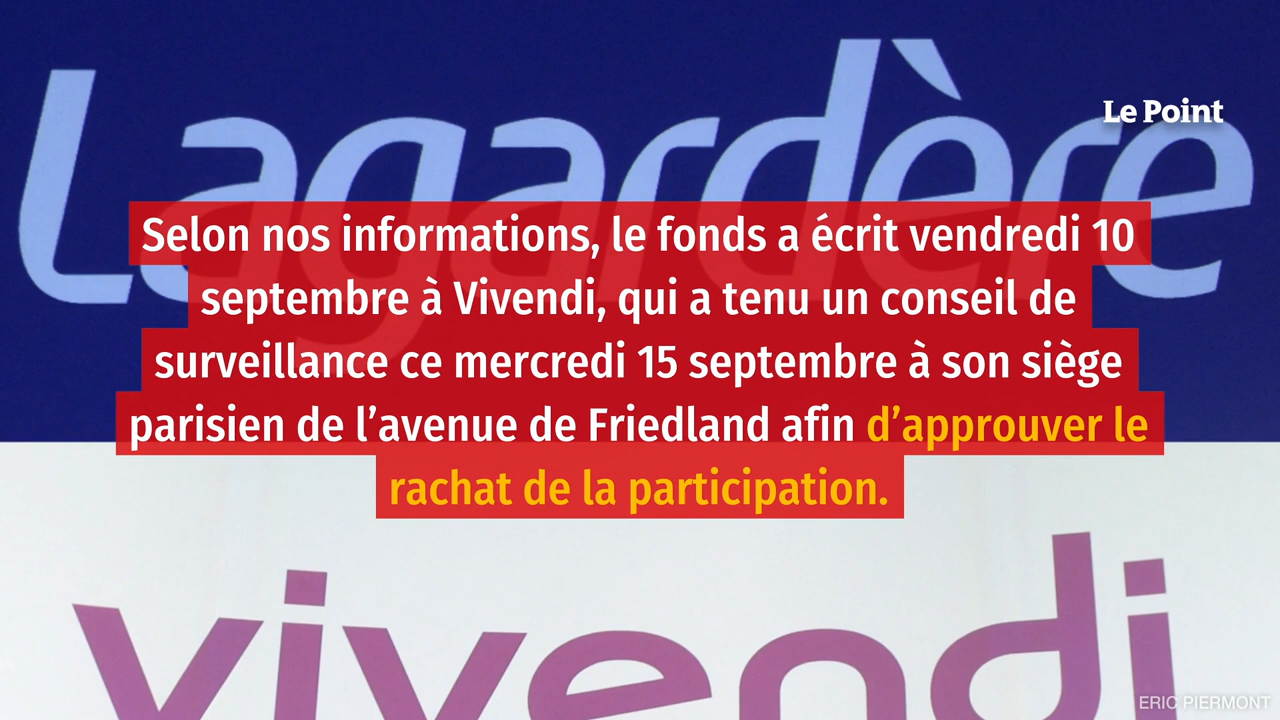 Lagardère
Le Point
Selon nos informations, le fonds a écrit vendredi 10
septembre à Vivendi, qui a tenu un conseil de
surveillance ce mercredi 15 septembre à son siège
parisien de l’avenue de Friedland afin d’approuver le
rachat de la participation.
vivendi
ERIC PIERMONT